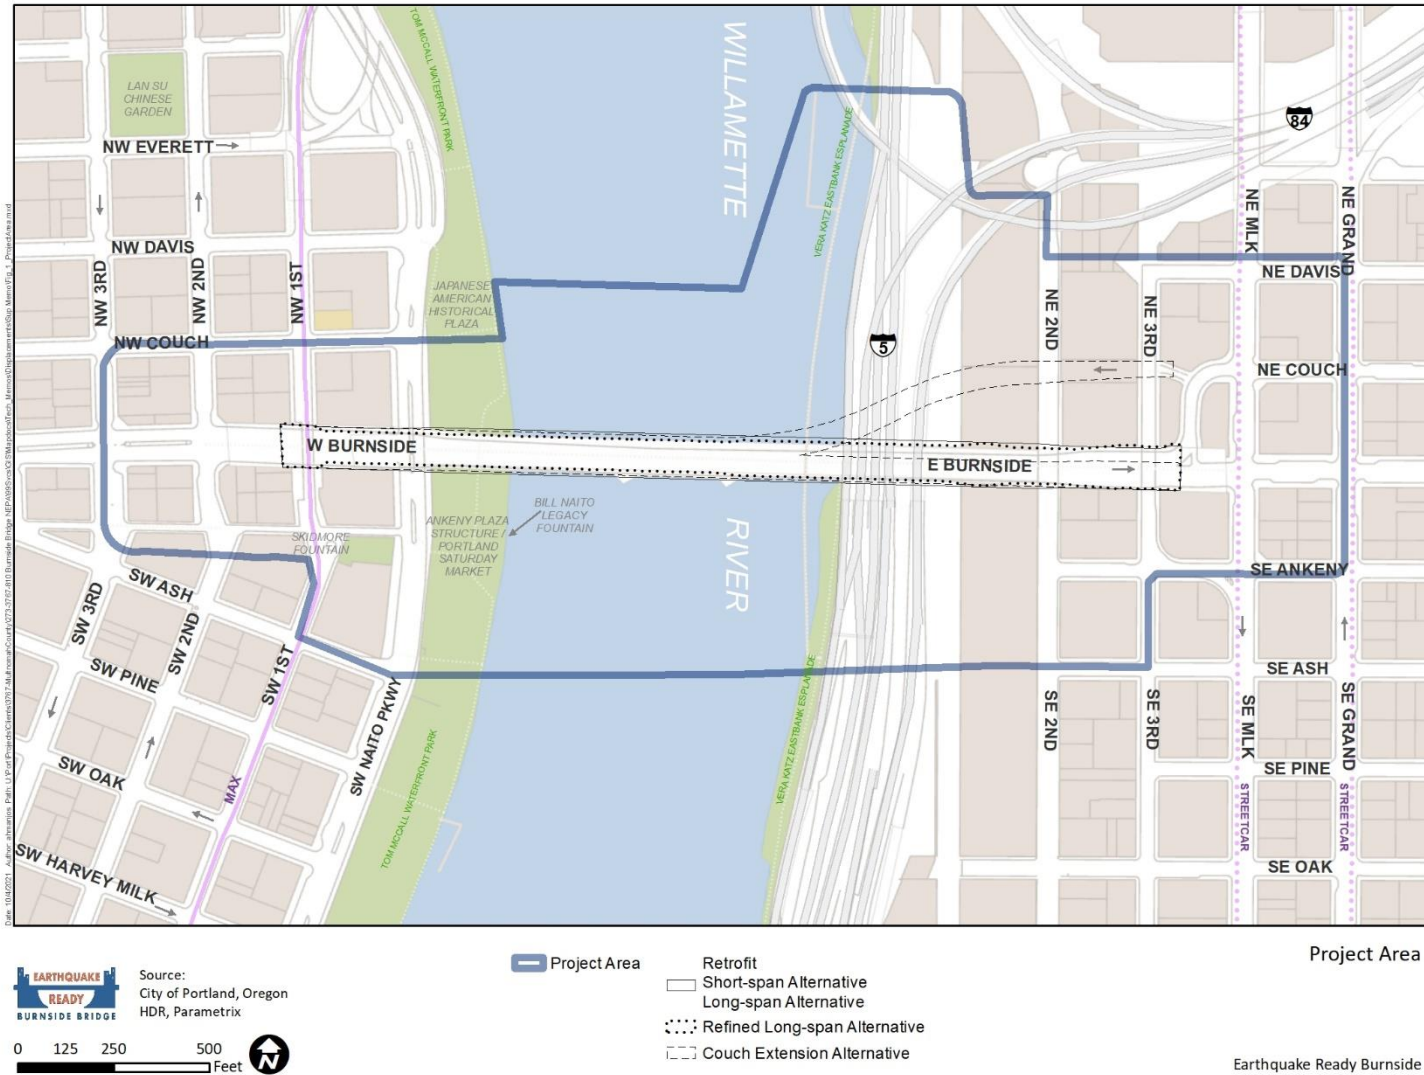 WILLAMETTE
RIVER
TOM MCCALL WATERFRONT PARK
LAN SU
CHINESE
GARDEN
NW EVERETT
NW DAVIS
NW 3RD
NW 2ND
NW 1ST
NW COUCH
JAPANESE
AMERICAN
HISTORICAL
PLAZA
VERA KATZ EASTBANK ESPLANADE
84
5
NE MLK
NE GRAND
NE DAVIS
NE 2ND
NE 3RD
NE COUCH
W BURNSIDE
E BURNSIDE
SKIDMORE
FOUNTAIN
ANKENY PLAZA
STRUCTURE /
PORTLAND
SATURDAY
MARKET
BILL NAITO
LEGACY
FOUNTAIN
SE ANKENY
SW ASH
SW 3RD
SW 2ND
SW PINE
SW 1ST
SW NAITO PKWY
SW OAK
MAX
SW HARVEY MILK
TOM MCCALL WATERFRONT PARK
VERA KATZ EASTBANK ESPLANADE
SE ASH
SE 2ND
SE 3RD
SE MLK
SE GRAND
SE PINE
STREETCAR
STREETCAR
SE OAK
EARTHQUAKE
READY
BURNSIDE BRIDGE
Source:
City of Portland, Oregon
HDR, Parametrix
0 125 250 500
Feet
N
Project Area
Retrofit
Short-span Alternative
Long-span Alternative
Refined Long-span Alternative
Couch Extension Alternative
Project Area
Earthquake Ready Burnside